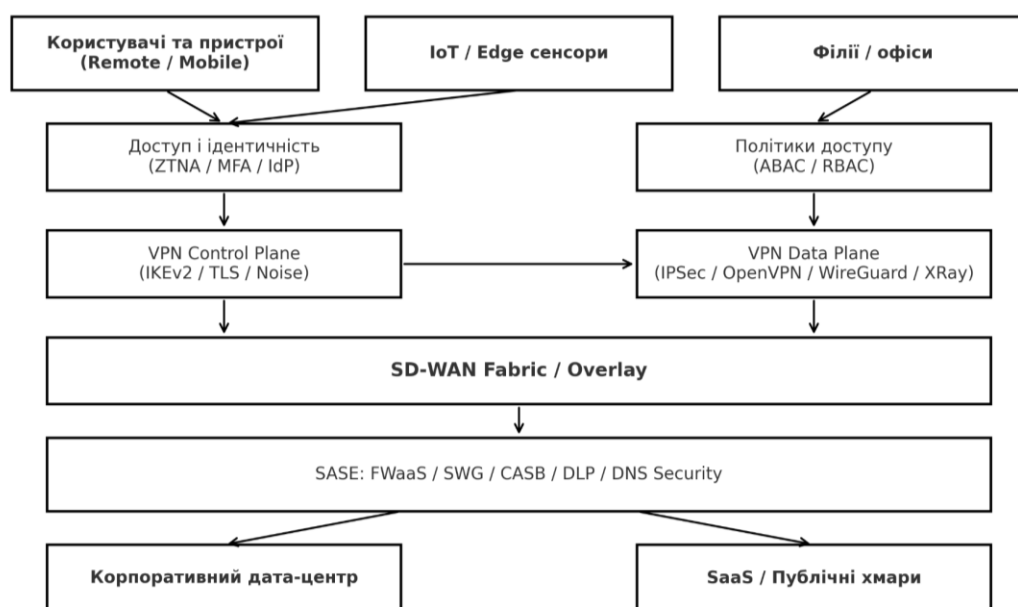 Користувачі та пристрої
(Remote / Mobile)
IoT / Edge сенсори
Філії / офіси
Доступ і ідентичність
(ZTNA / MFA / IdP)
Політики доступу
(ABAC / RBAC)
VPN Control Plane
(IKEv2 / TLS / Noise)
VPN Data Plane
(IPSec / OpenVPN / WireGuard / XRay)
SD-WAN Fabric / Overlay
SASE: FWaaS / SWG / CASB / DLP / DNS Security
Корпоративний дата-центр
SaaS / Публічні хмари